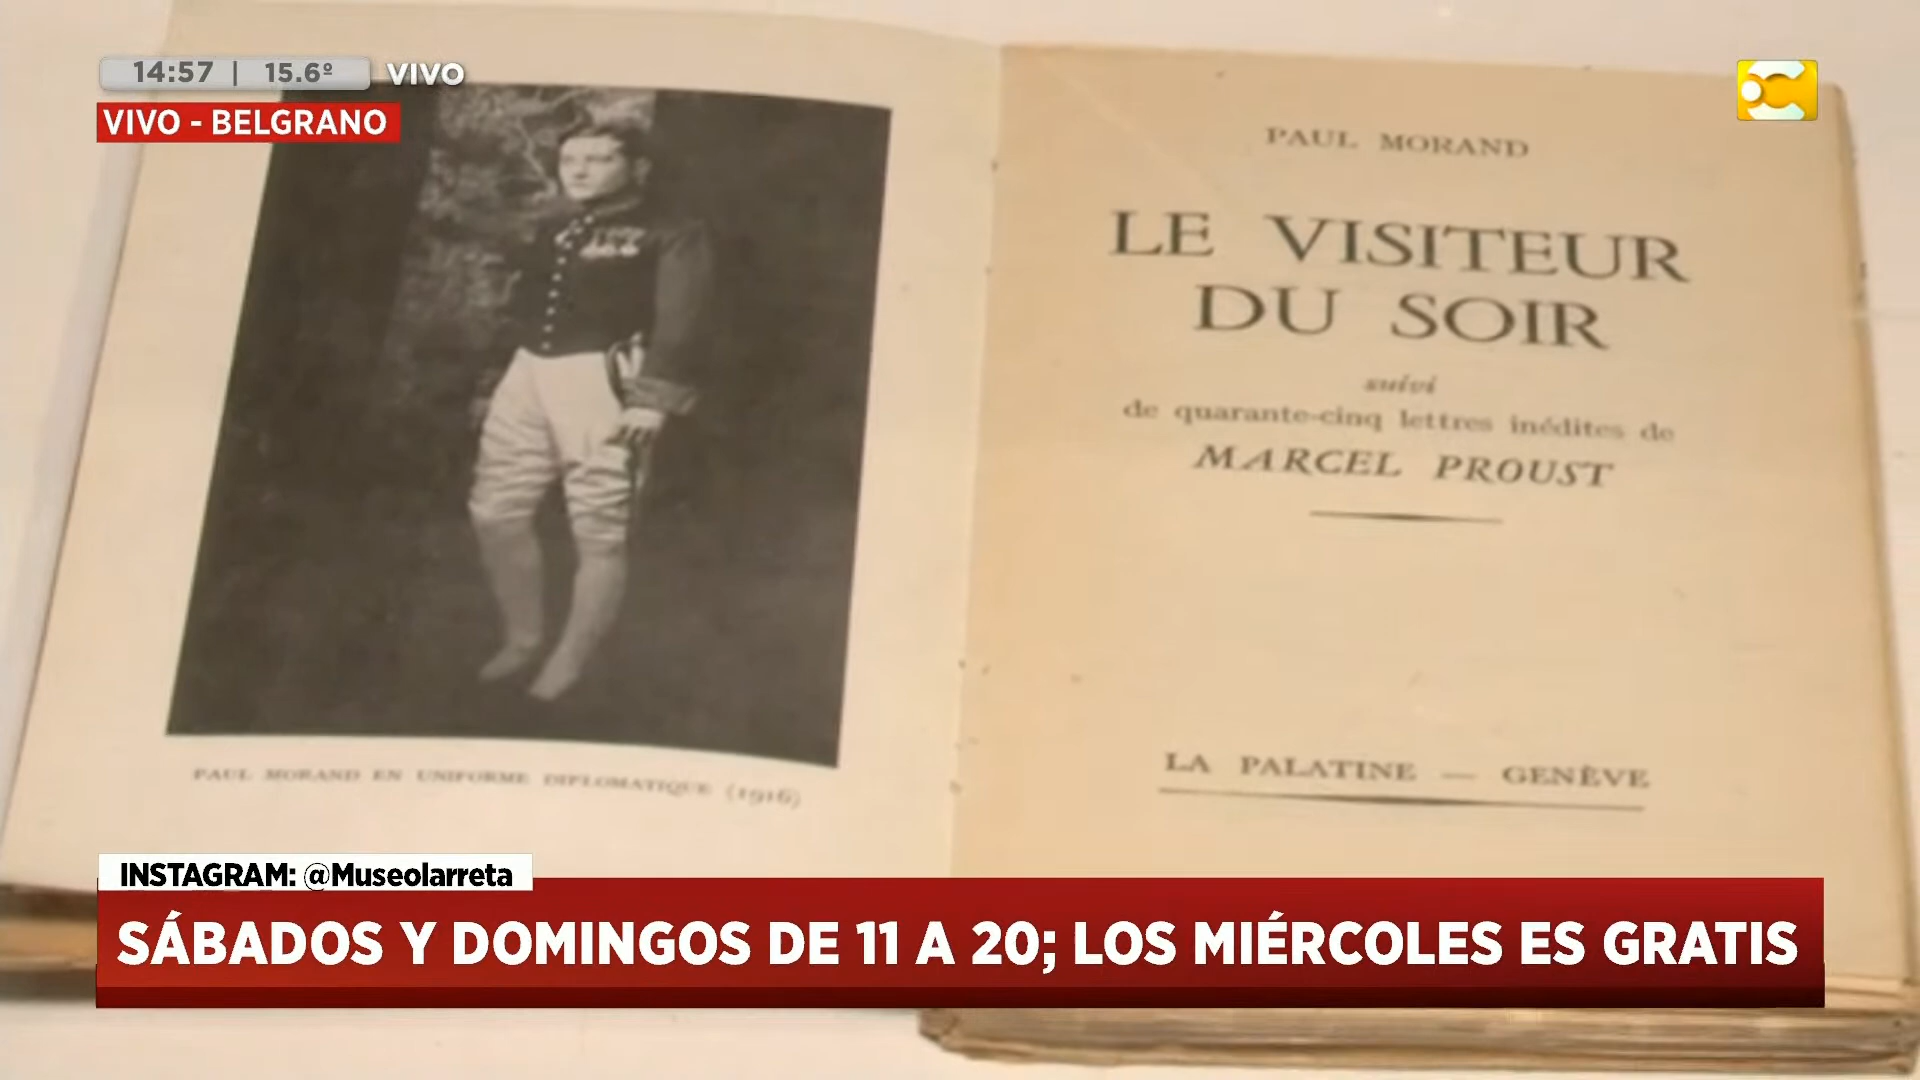 14:57 | 15.6º VIVO
VIVO - BELGRANO
PAUL MORAND EN UNIFORME DIPLOMATIQUE (1916)
PAUL MORAND
LE VISITEUR
DU SOIR
suivi
de quarante-cinq lettres inédites de
MARCEL PROUST
LA PALATINE — GENÈVE
INSTAGRAM: @Museolarreta
SÁBADOS Y DOMINGOS DE 11 A 20; LOS MIÉRCOLES ES GRATIS